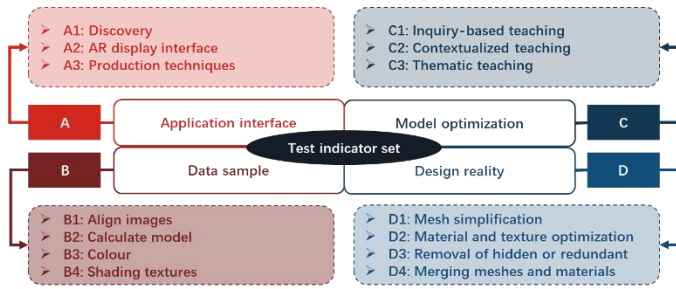 A1: Discovery
A2: AR display interface
A3: Production techniques
C1: Inquiry-based teaching
C2: Contextualized teaching
C3: Thematic teaching
A
Application interface
Model optimization
C
Test indicator set
B
Data sample
Design reality
D
B1: Align images
B2: Calculate model
B3: Colour
B4: Shading textures
D1: Mesh simplification
D2: Material and texture optimization
D3: Removal of hidden or redundant
D4: Merging meshes and materials